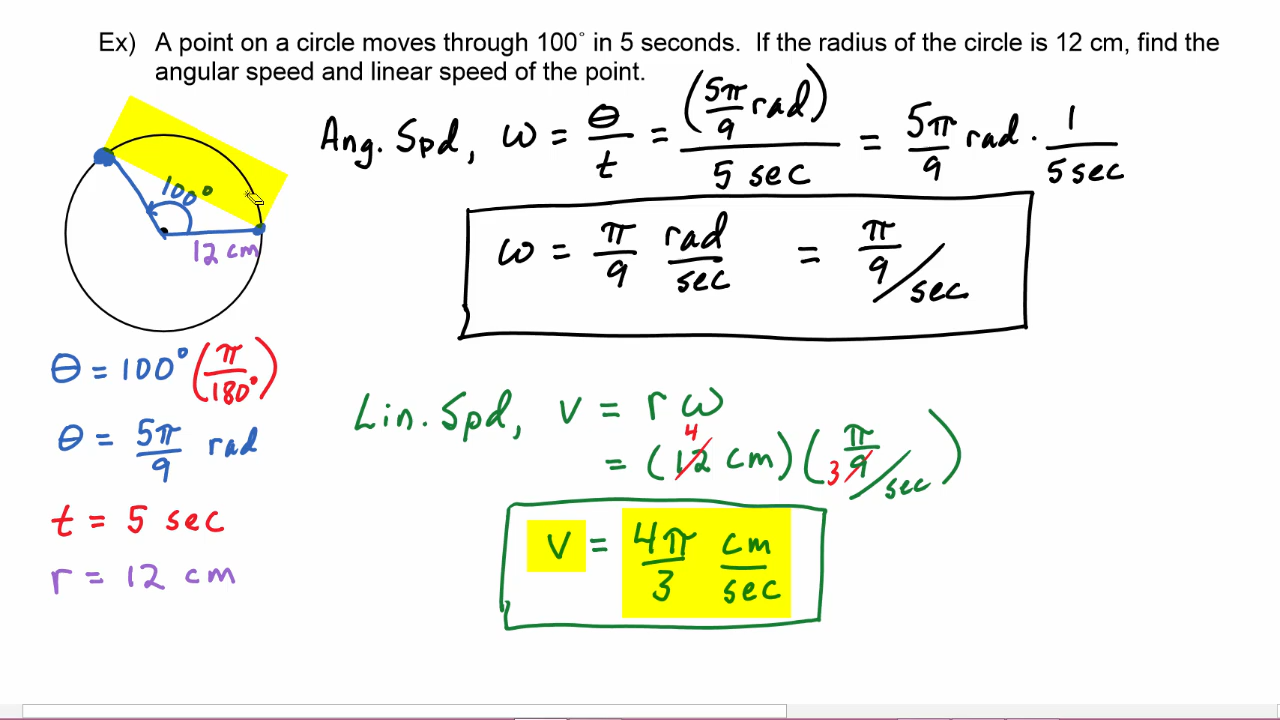 Ex) A point on a circle moves through 100° in 5 seconds. If the radius of the circle is 12 cm, find the
angular speed and linear speed of the point.
Ang. Spd, ω = θ/t = (5π/9 rad)/5 sec = 5π/9 rad · 1/5 sec
100°
12 cm
ω = π/9 rad/sec = π/9/sec
θ = 100° (π/180°)
θ = 5π/9 rad
t = 5 sec
r = 12 cm
Lin. Spd, v = r ω
= (12 cm)(π/9/sec)
4
3
v = 4π/3 cm/sec